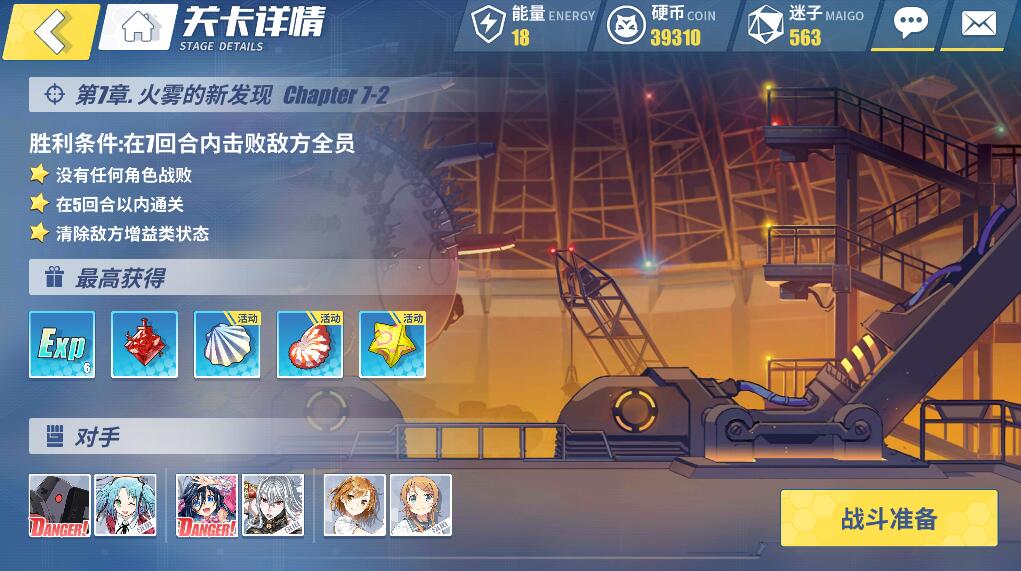 关卡详情
STAGE DETAILS
能量 ENERGY
18
硬币 COIN
39310
迷子 MAIGO
563
第7章.火雾的新发现 Chapter 7-2
胜利条件:在7回合内击败敌方全员
没有任何角色战败
在5回合以内通关
清除敌方增益类状态
最高获得
Exp
6
活动
活动
活动
对手
DANGER!
DANGER!
战斗准备